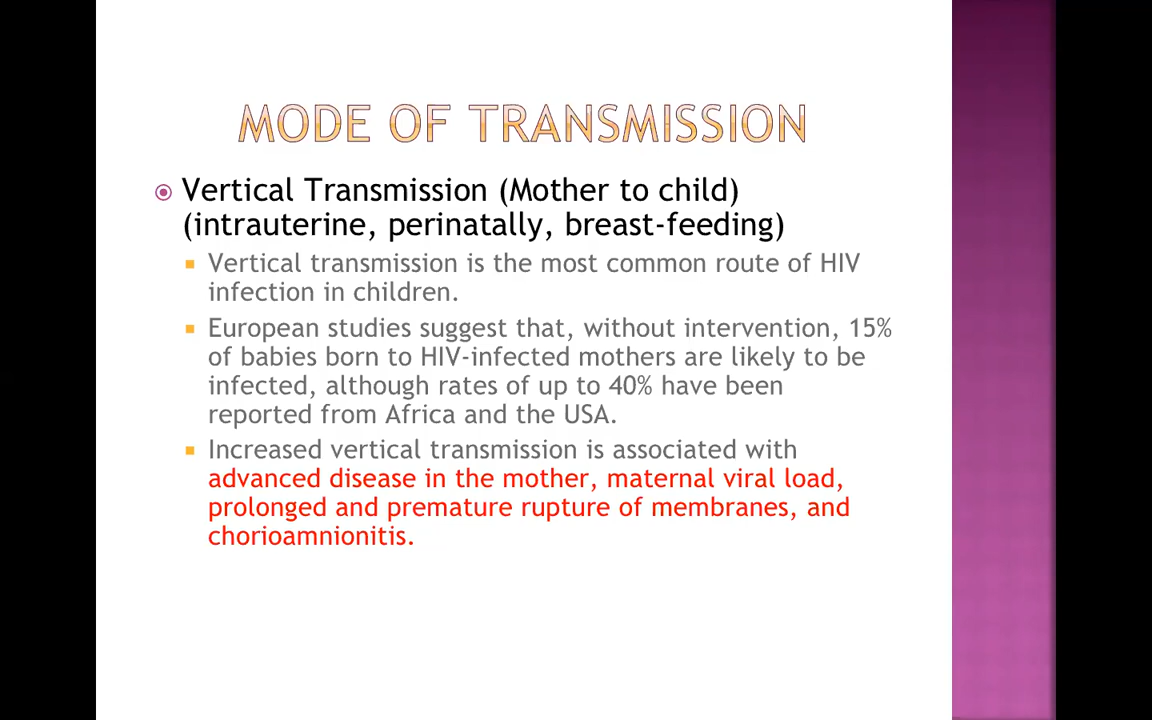 MODE OF TRANSMISSION
Vertical Transmission (Mother to child)
(intrauterine, perinatally, breast-feeding)
Vertical transmission is the most common route of HIV
infection in children.
European studies suggest that, without intervention, 15%
of babies born to HIV-infected mothers are likely to be
infected, although rates of up to 40% have been
reported from Africa and the USA.
Increased vertical transmission is associated with
advanced disease in the mother, maternal viral load,
prolonged and premature rupture of membranes, and
chorioamnionitis.